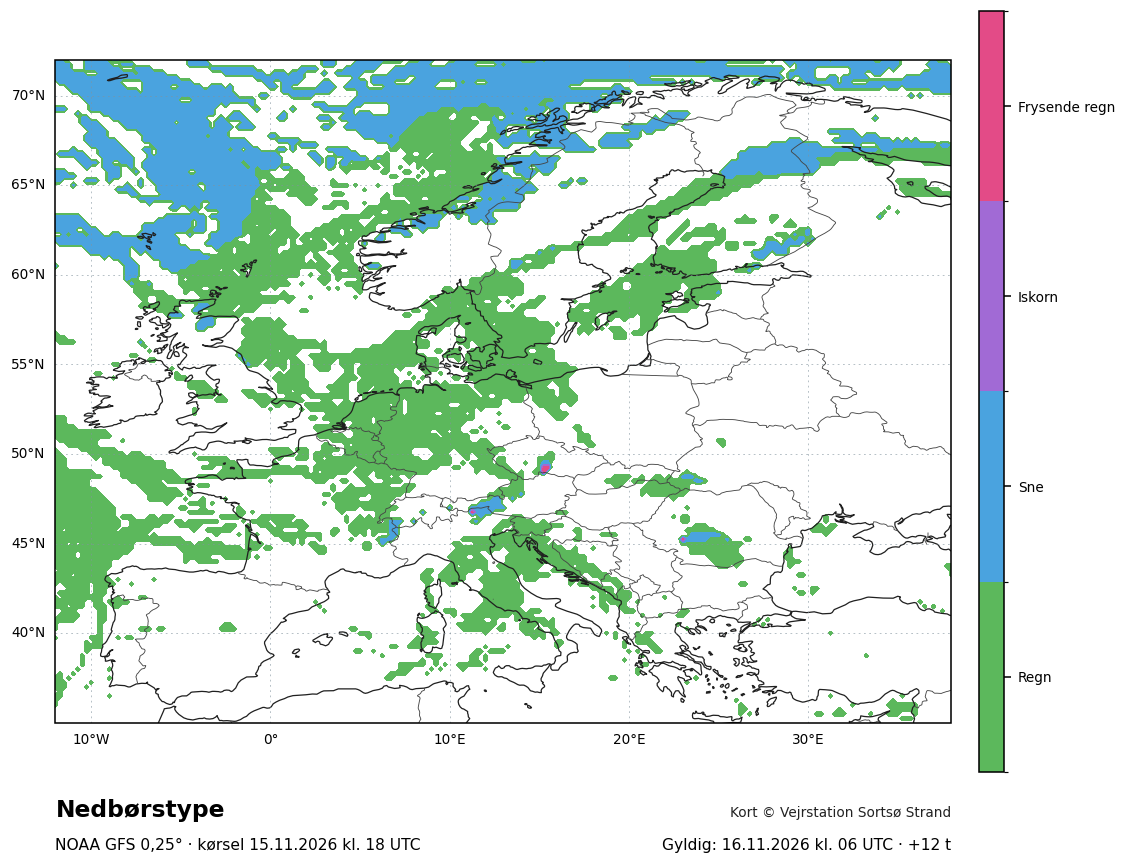 Frysende regn
Iskorn
Sne
Regn
70°N
65°N
60°N
55°N
50°N
45°N
40°N
10°W
0°
10°E
20°E
30°E
Nedbørstype
Kort © Vejrstation Sortsø Strand
NOAA GFS 0,25° · kørsel 15.11.2026 kl. 18 UTC
Gyldig: 16.11.2026 kl. 06 UTC · +12 t